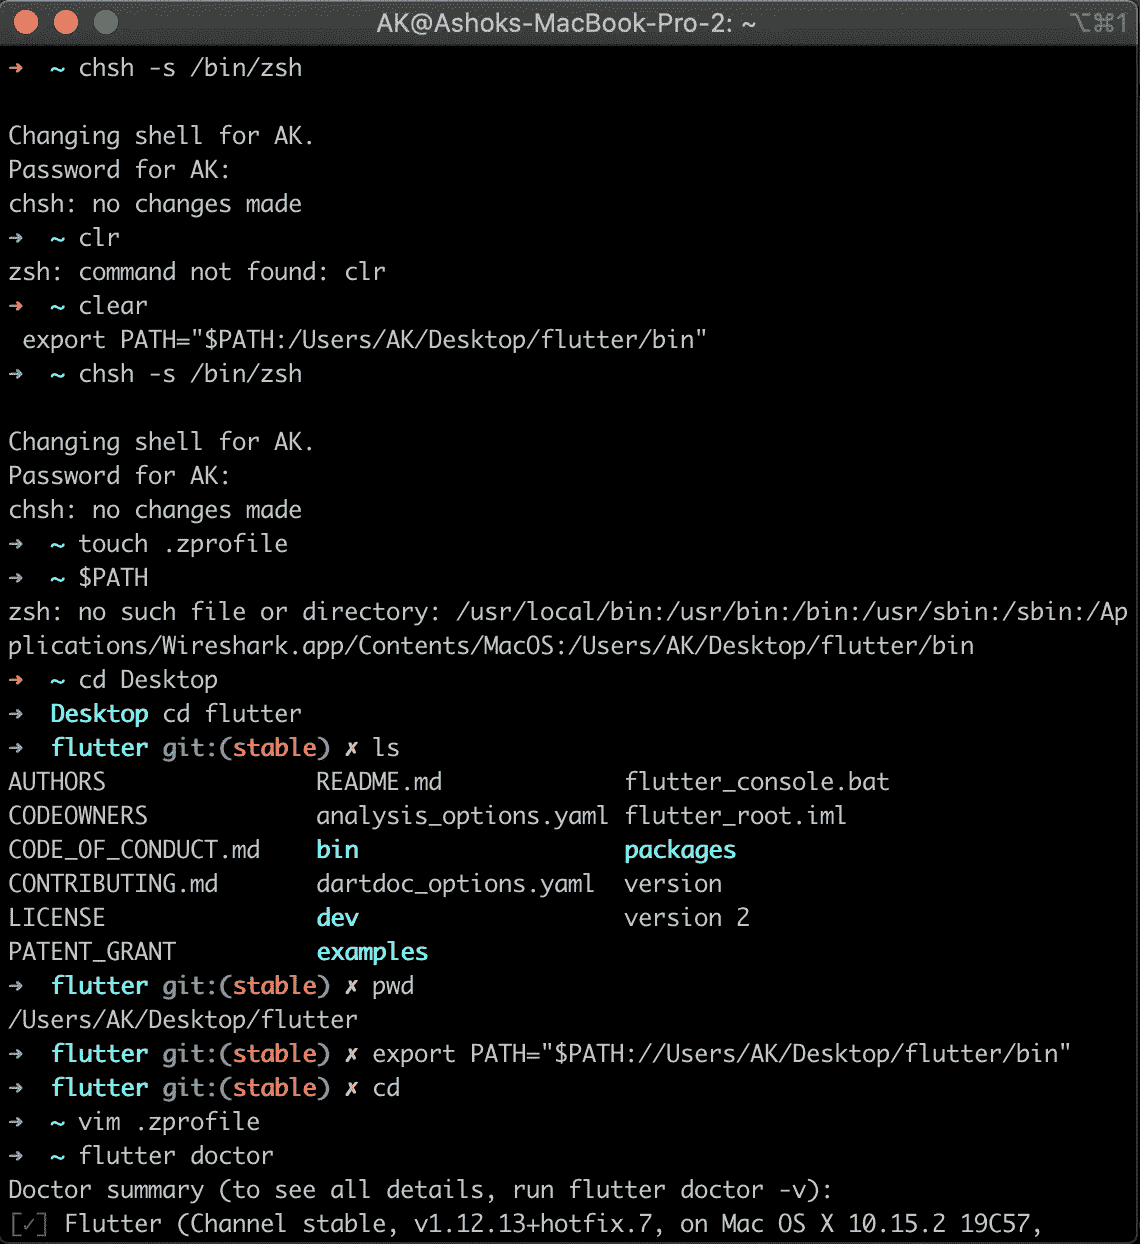 AK@Ashoks-MacBook-Pro-2: ~ ⌥⌘1
→ ~ chsh -s /bin/zsh
Changing shell for AK.
Password for AK:
chsh: no changes made
→ ~ clr
zsh: command not found: clr
→ ~ clear
export PATH="$PATH:/Users/AK/Desktop/flutter/bin"
→ ~ chsh -s /bin/zsh
Changing shell for AK.
Password for AK:
chsh: no changes made
→ ~ touch .zprofile
→ ~ $PATH
zsh: no such file or directory: /usr/local/bin:/usr/bin:/bin:/usr/sbin:/sbin:/Ap
plications/Wireshark.app/Contents/MacOS:/Users/AK/Desktop/flutter/bin
→ ~ cd Desktop
→ Desktop cd flutter
→ flutter git:(stable) ✗ ls
AUTHORS README.md flutter_console.bat
CODEOWNERS analysis_options.yaml flutter_root.iml
CODE_OF_CONDUCT.md bin packages
CONTRIBUTING.md dartdoc_options.yaml version
LICENSE dev version 2
PATENT_GRANT examples
→ flutter git:(stable) ✗ pwd
/Users/AK/Desktop/flutter
→ flutter git:(stable) ✗ export PATH="$PATH://Users/AK/Desktop/flutter/bin"
→ flutter git:(stable) ✗ cd
→ ~ vim .zprofile
→ ~ flutter doctor
Doctor summary (to see all details, run flutter doctor -v):
[✓] Flutter (Channel stable, v1.12.13+hotfix.7, on Mac OS X 10.15.2 19C57,